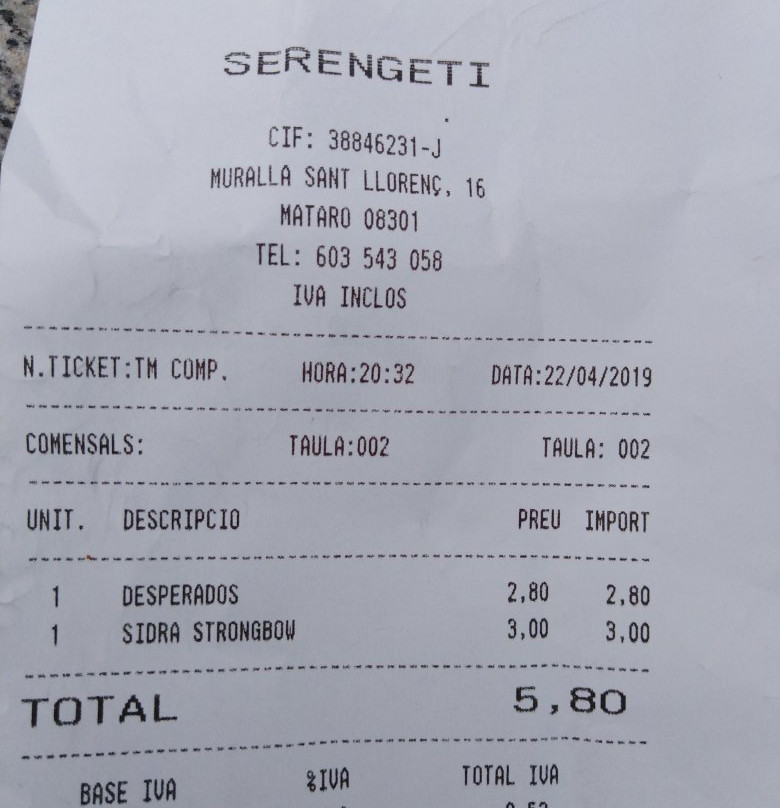 SERENGETI
CIF: 38846231-J
MURALLA SANT LLORENÇ, 16
MATARO 08301
TEL: 603 543 058
IVA INCLOS
N.TICKET:TM COMP. HORA:20:32 DATA:22/04/2019
COMENSALS: TAULA:002 TAULA: 002
UNIT. DESCRIPCIO PREU IMPORT
1 DESPERADOS 2,80 2,80
1 SIDRA STRONGBOW 3,00 3,00
TOTAL 5,80
BASE IVA %IVA TOTAL IVA